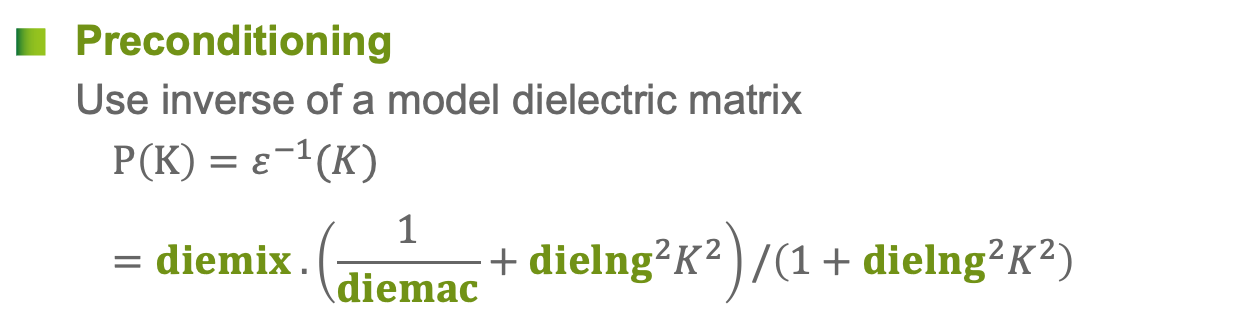 Preconditioning
Use inverse of a model dielectric matrix
P(K) = ε⁻¹(K)
= diemix . (1/diemac + dielng²K²)/(1 + dielng²K²)